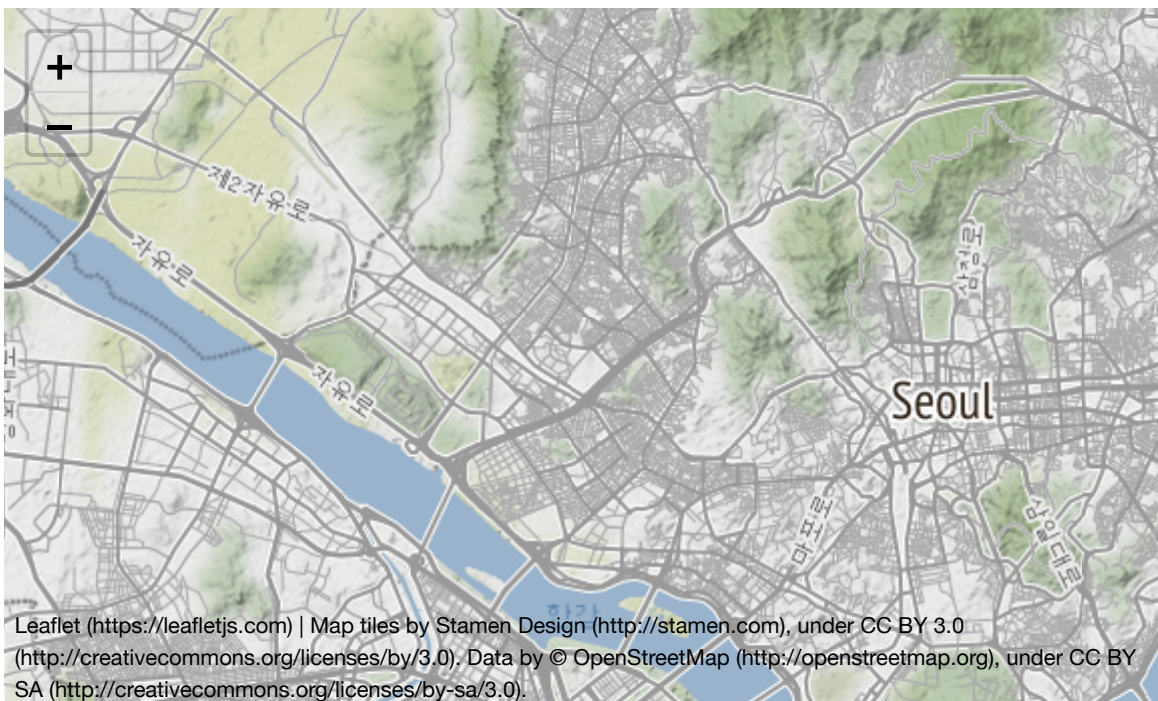 +
−
제2자유로
자유로
삼청로
자유로
Seoul
마포로
삼일대로
한강
Leaflet (https://leafletjs.com) | Map tiles by Stamen Design (http://stamen.com), under CC BY 3.0
(http://creativecommons.org/licenses/by/3.0). Data by © OpenStreetMap (http://openstreetmap.org), under CC BY
SA (http://creativecommons.org/licenses/by-sa/3.0).